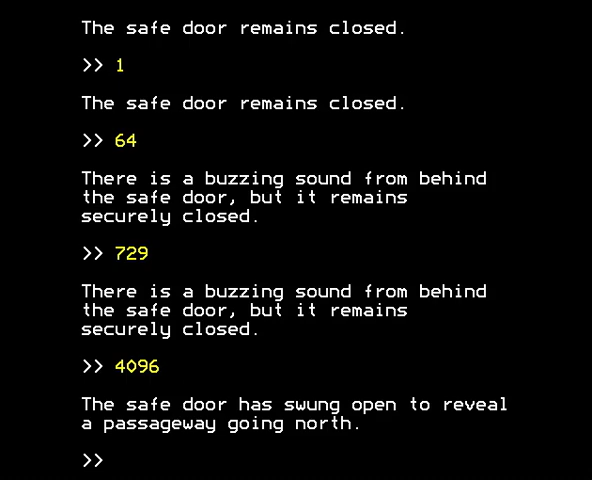 The safe door remains closed.
>> 1
The safe door remains closed.
>> 64
There is a buzzing sound from behind
the safe door, but it remains
securely closed.
>> 729
There is a buzzing sound from behind
the safe door, but it remains
securely closed.
>> 4096
The safe door has swung open to reveal
a passageway going north.
>>